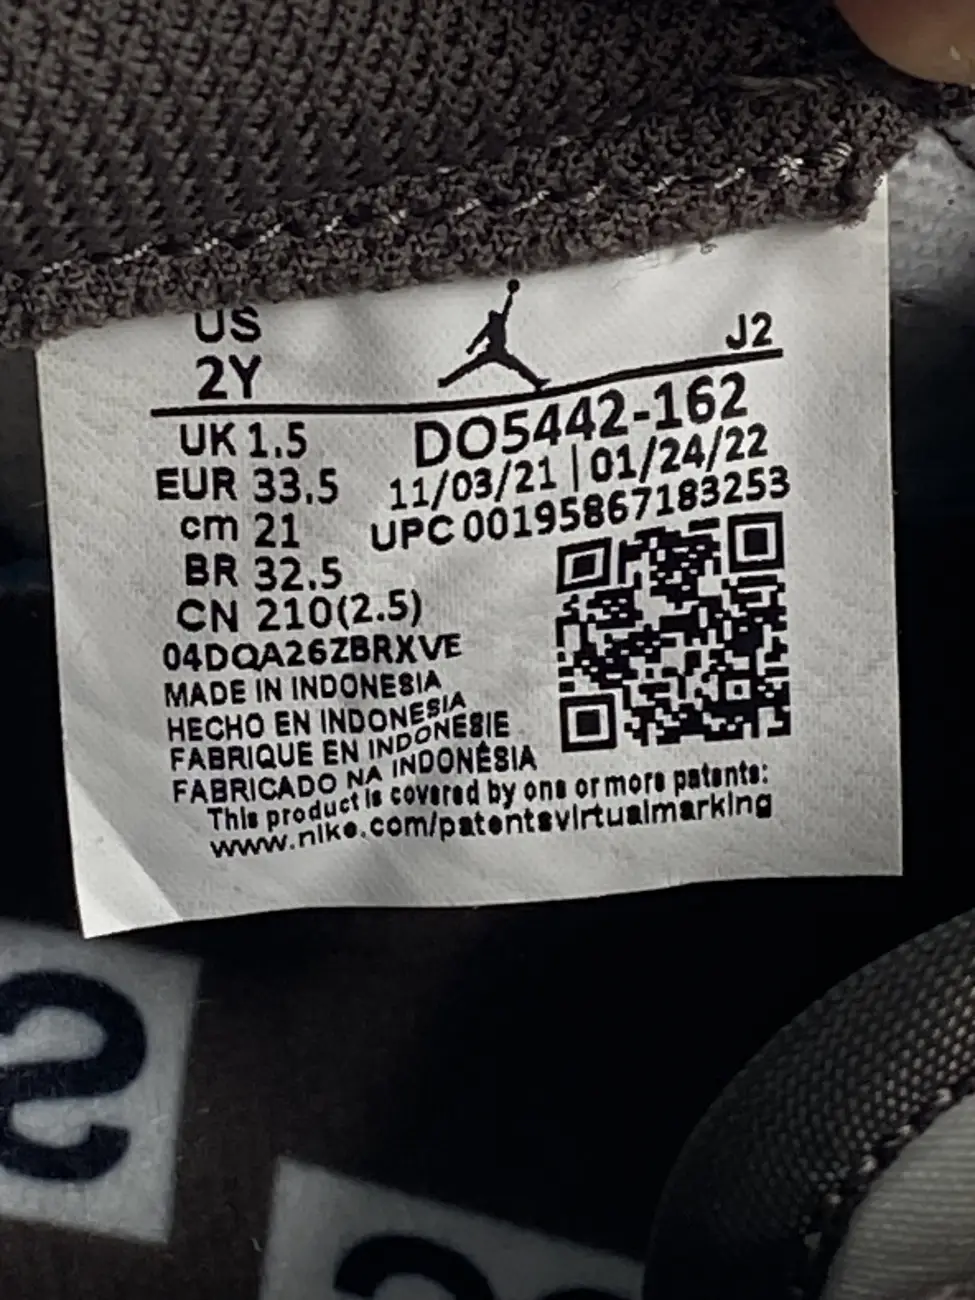 US
2Y
J2
UK 1.5
EUR 33.5
cm 21
BR 32.5
CN 210(2.5)
DO5442-162
11/03/21 | 01/24/22
UPC 00195867183253
04DQA26ZBRXVE
MADE IN INDONESIA
HECHO EN INDONESIA
FABRIQUE EN INDONESIE
FABRICADO NA INDONÉSIA
This product is covered by one or more patents:
www.nike.com/patentsvirtualmarking
S